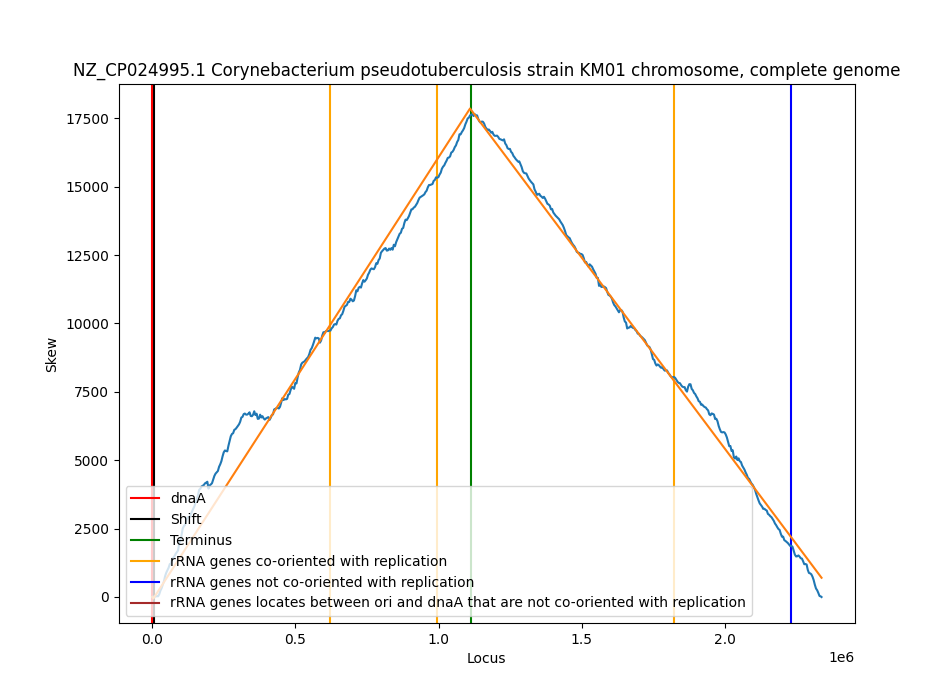 NZ_CP024995.1 Corynebacterium pseudotuberculosis strain KM01 chromosome, complete genome
17500
15000
12500
10000
7500
5000
2500
0
Skew
dnaA
Shift
Terminus
rRNA genes co-oriented with replication
rRNA genes not co-oriented with replication
rRNA genes locates between ori and dnaA that are not co-oriented with replication
0.0 0.5 1.0 1.5 2.0
Locus
1e6